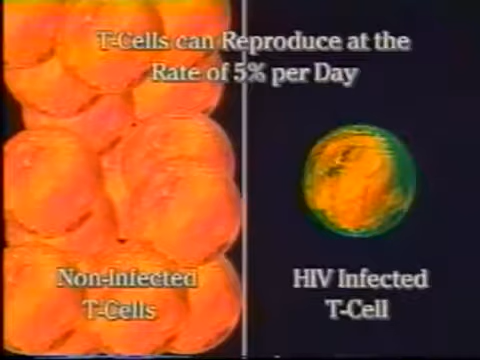 T-Cells can Reproduce at the
Rate of 5% per Day
Non-Infected
T-Cells
HIV Infected
T-Cell